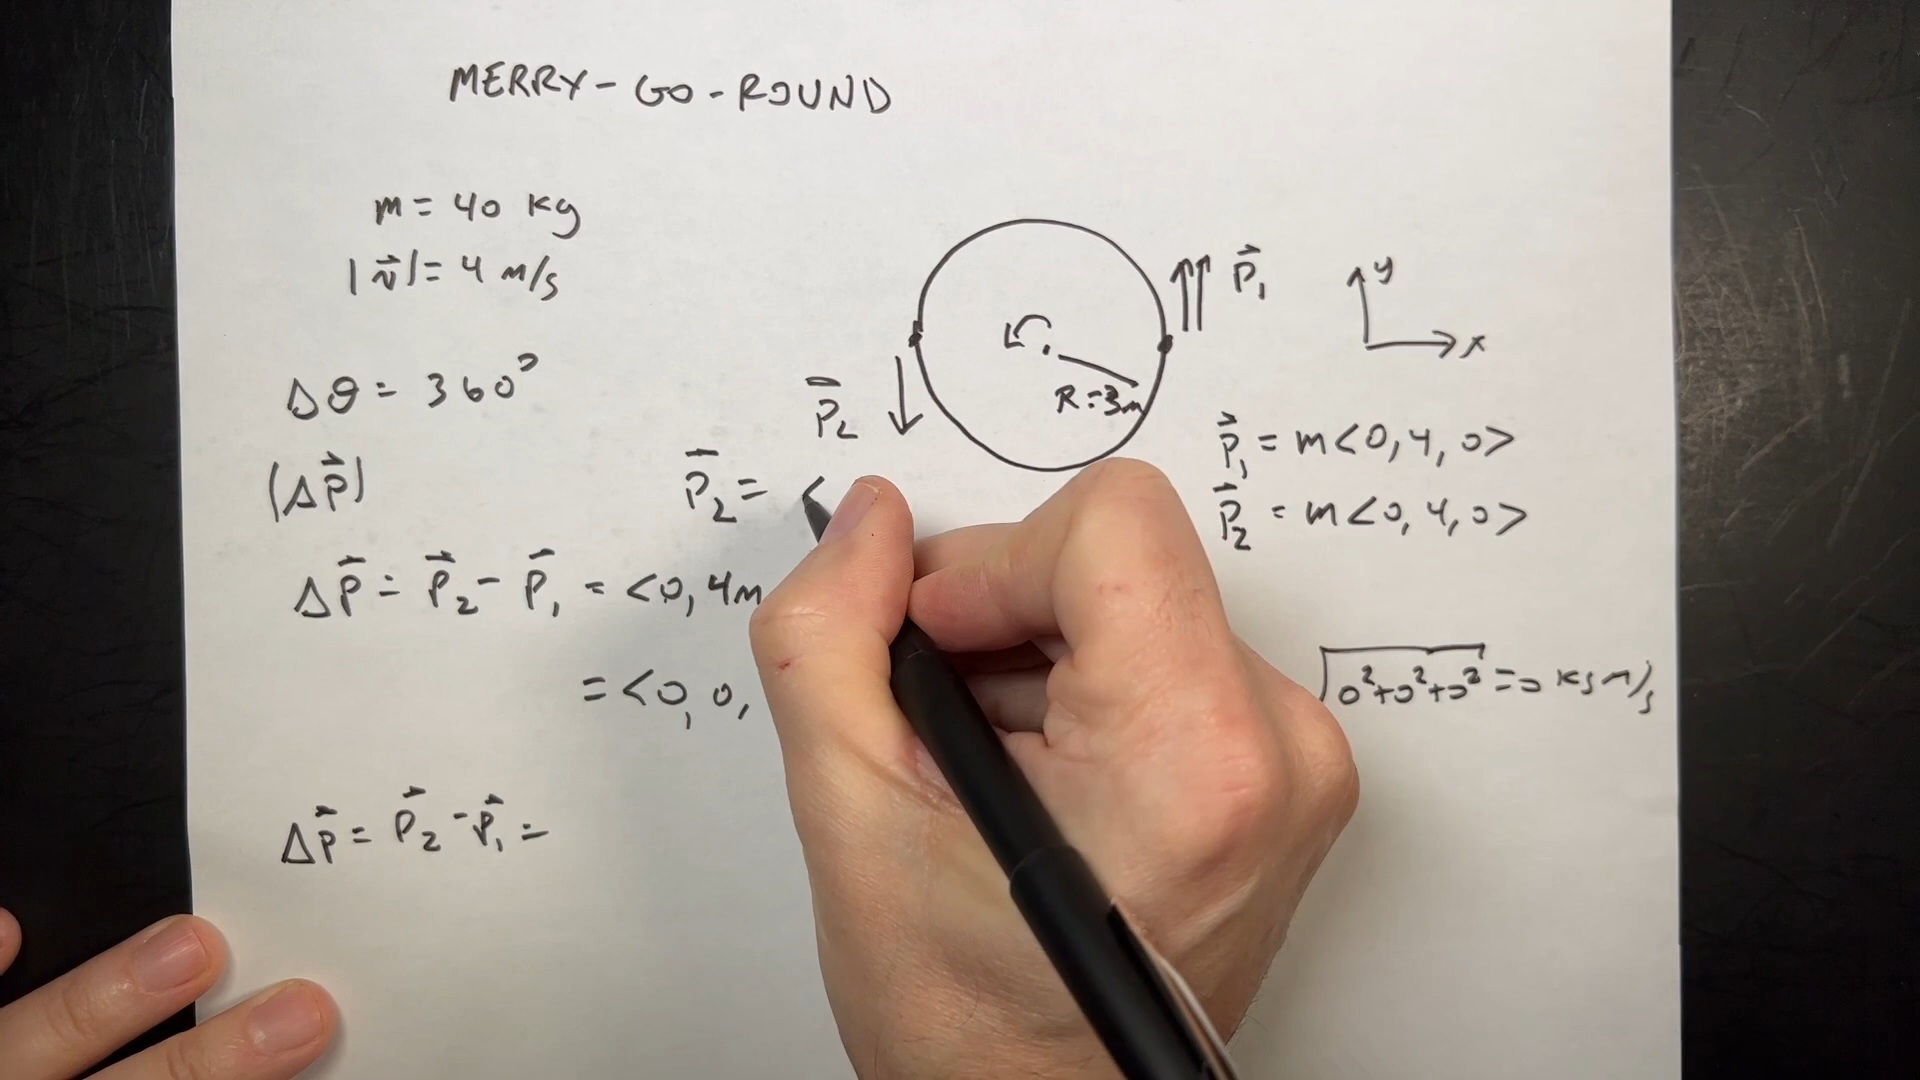 MERRY-GO-ROUND
m = 40 kg
|v⃗| = 4 m/s
Δθ = 360°
|Δp⃗|
Δp⃗ = p⃗₂ - p⃗₁ = <0, 4m
= <0, 0,
Δp⃗ = p⃗₂ - p⃗₁ =
p⃗₂ = <
p⃗₂
R = 3m
p⃗₁
y
x
p⃗₁ = m<0, 4, 0>
p⃗₂ = m<0, 4, 0>
√0²+0²+0² = 0 kg m/s